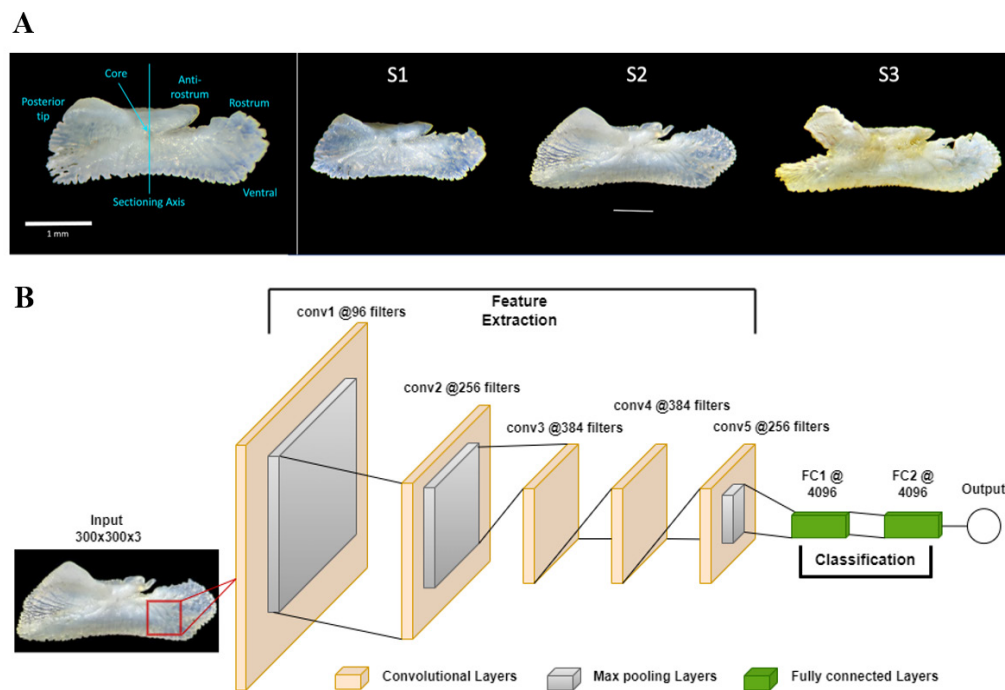 A
Core
Anti-
rostrum
Rostrum
Posterior
tip
Ventral
Sectioning Axis
1 mm
S1
S2
S3
B
Feature
Extraction
conv1 @96 filters
conv2 @256 filters
conv3 @384 filters
conv4 @384 filters
conv5 @256 filters
FC1 @
4096
FC2 @
4096
Output
Input
300x300x3
Classification
Convolutional Layers
Max pooling Layers
Fully connected Layers